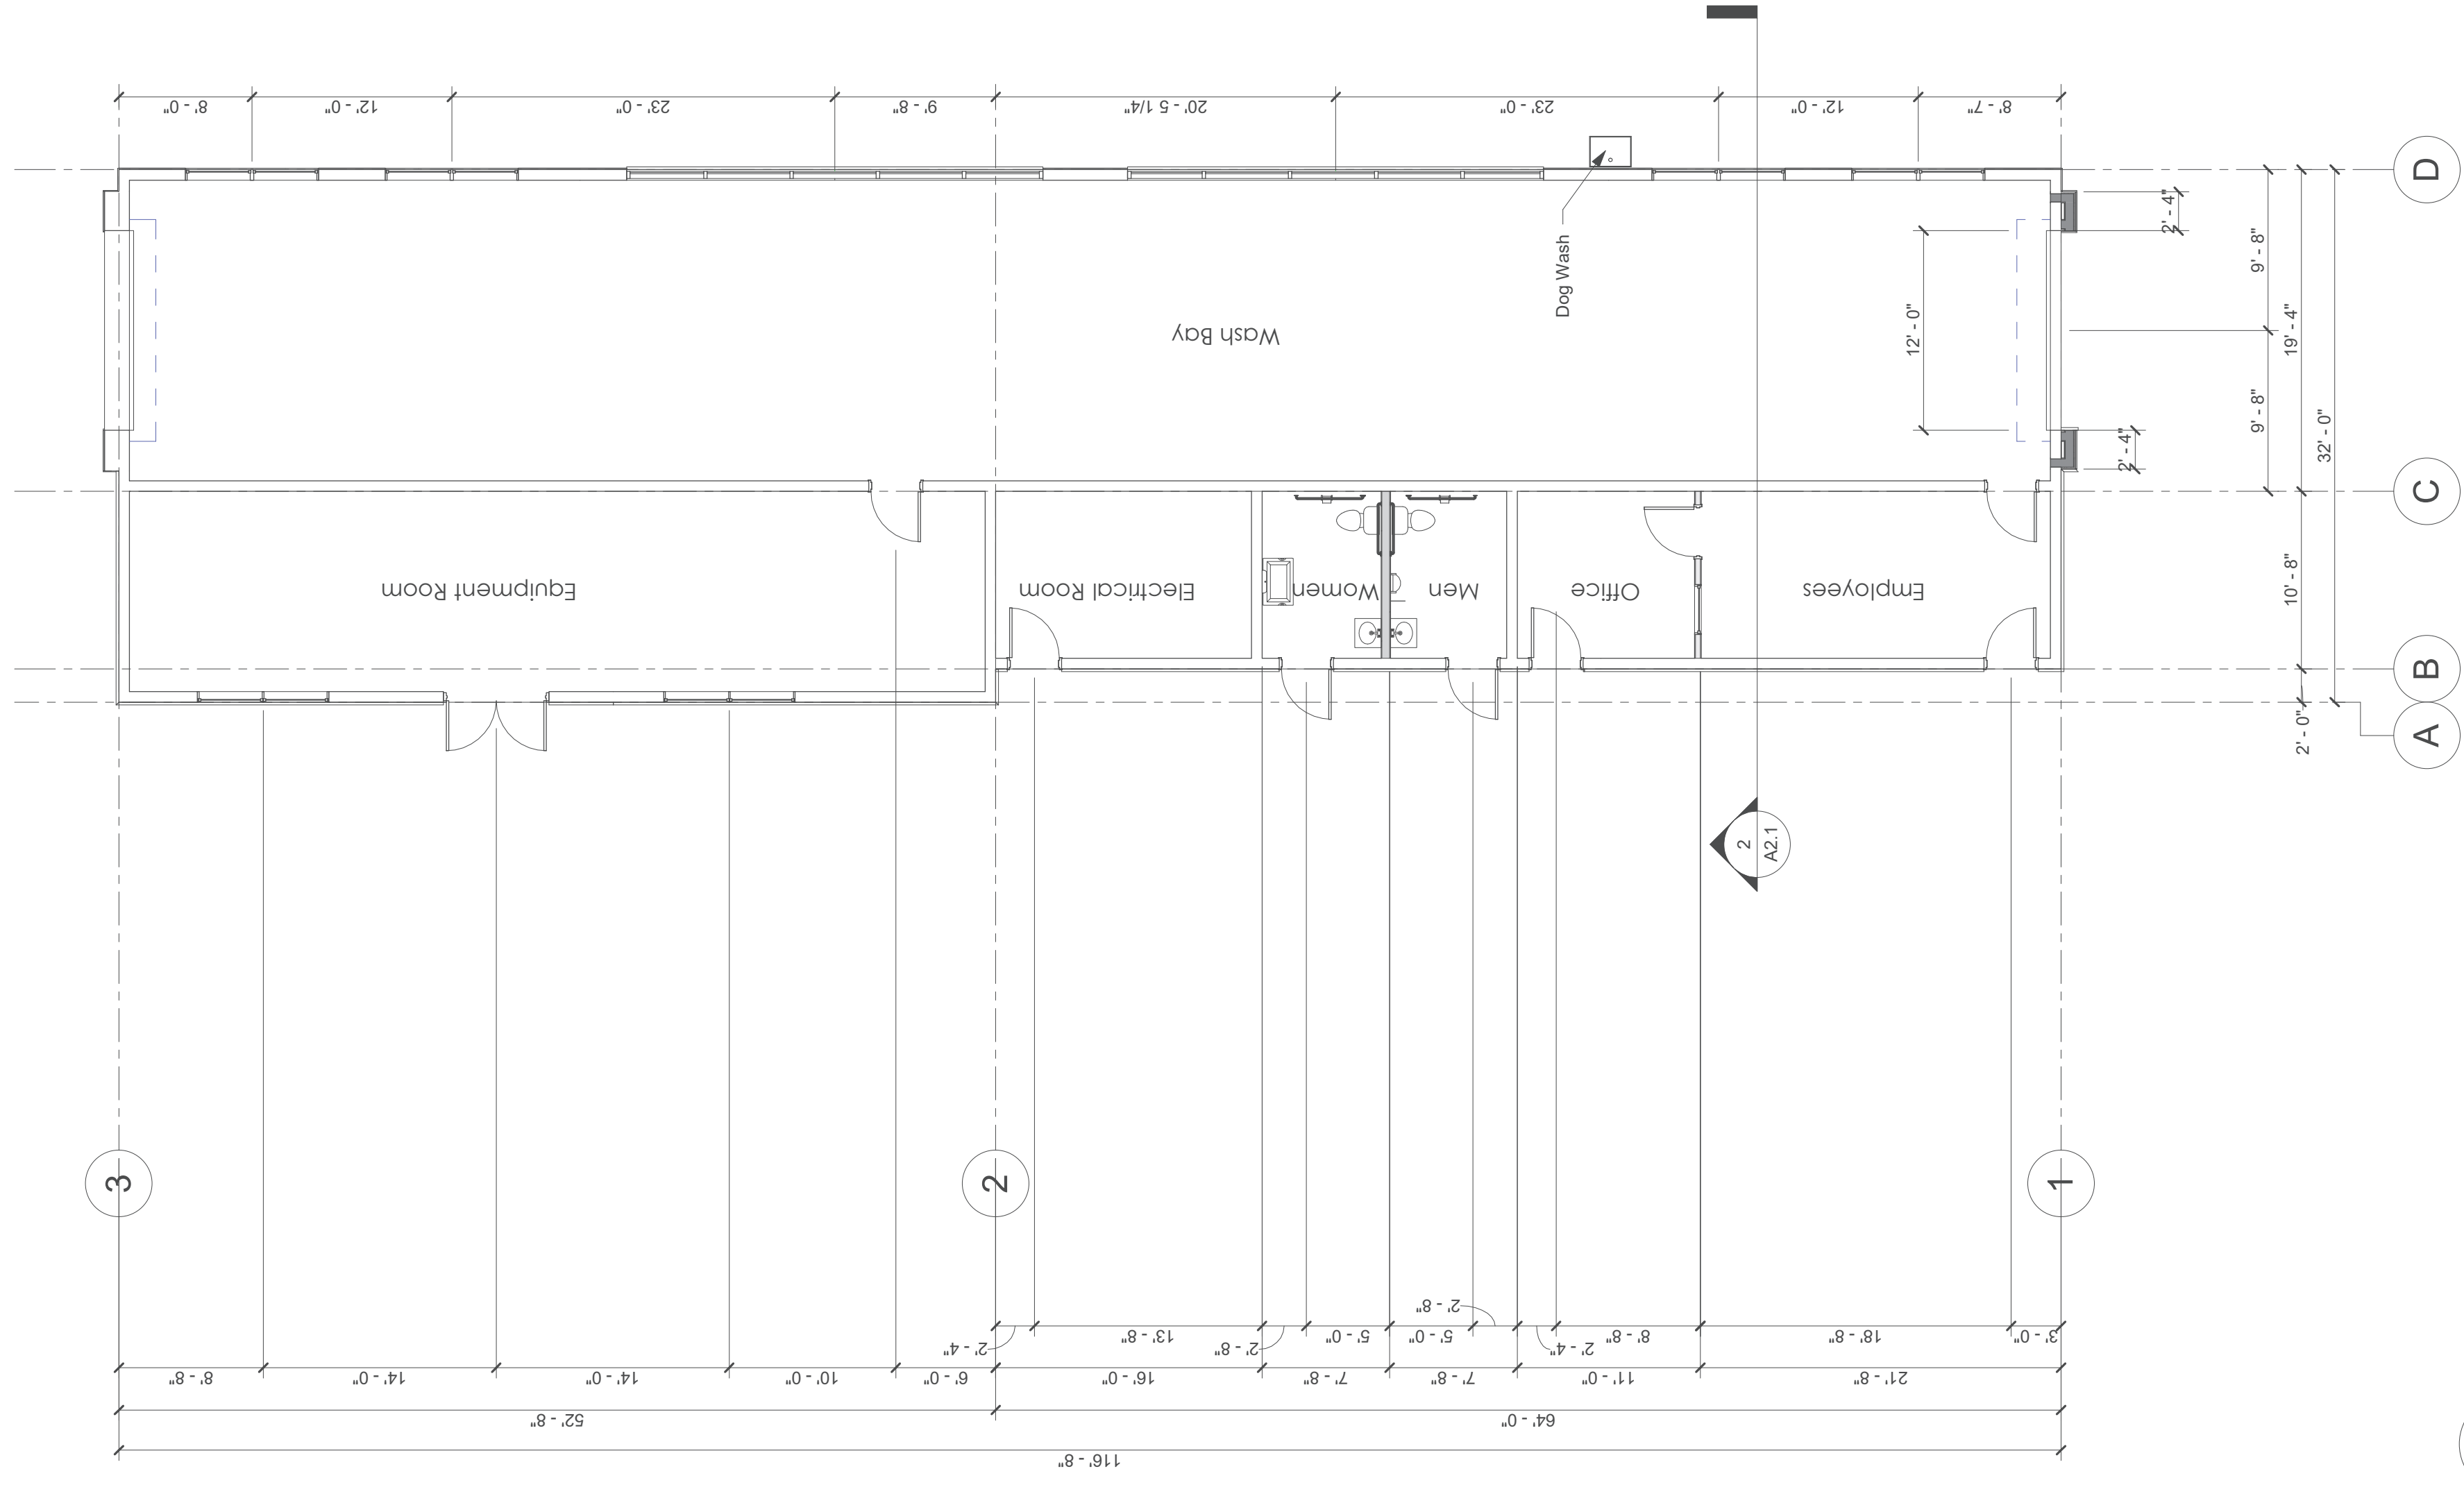 8' - 0"
12' - 0"
23' - 0"
9' - 8"
20' - 5 1/4"
23' - 0"
12' - 0"
8' - 7"
D
2' - 4"
9' - 8"
Dog Wash
Wash Bay
12' - 0"
19' - 4"
9' - 8"
32' - 0"
2' - 4"
C
Equipment Room
Electrical Room
Women
Men
Office
Employees
10' - 8"
B
2' - 0"
A
2
A2.1
3
2
1
2' - 8"
2' - 4"
13' - 8"
2' - 8"
5' - 0"
5' - 0"
2' - 4"
8' - 8"
18' - 8"
3' - 0"
8' - 8"
14' - 0"
14' - 0"
10' - 0"
6' - 0"
16' - 0"
7' - 8"
7' - 8"
11' - 0"
21' - 8"
52' - 8"
64' - 0"
116' - 8"